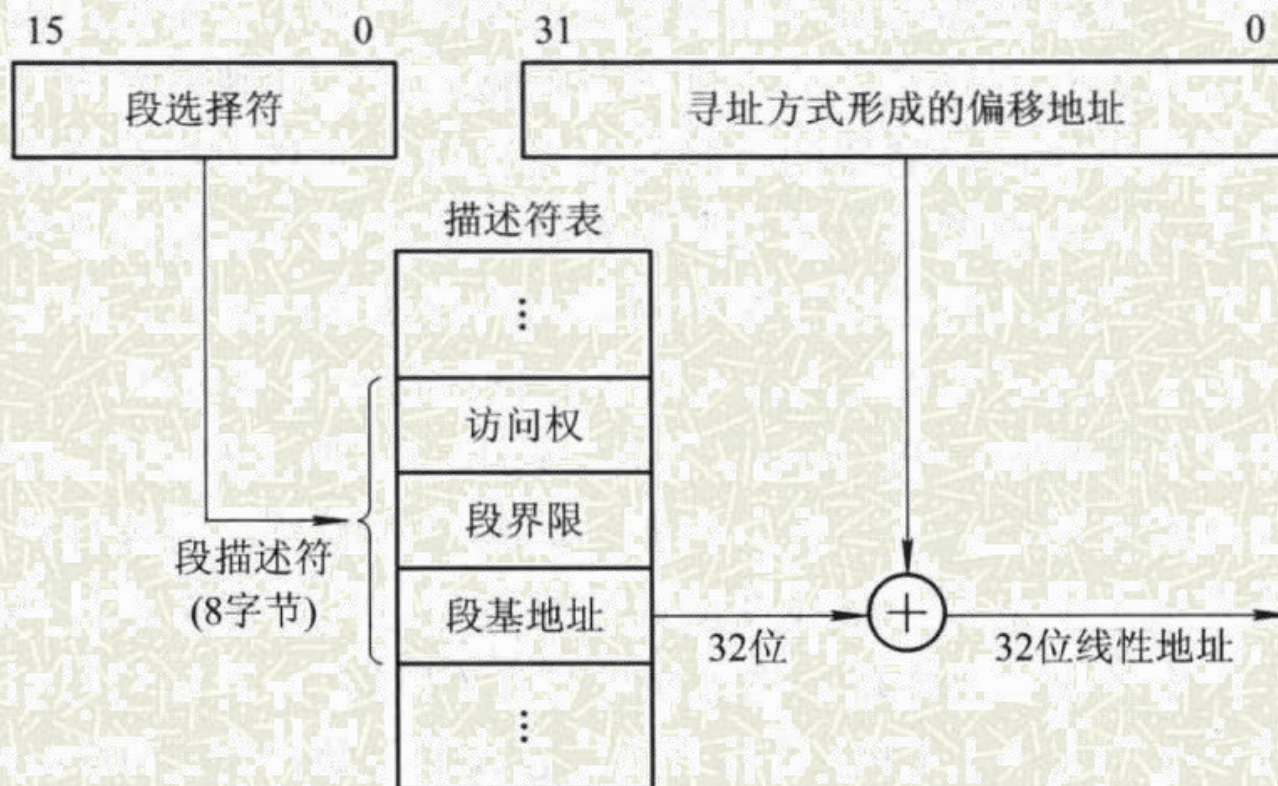 15 0 31 0
段选择符 寻址方式形成的偏移地址
描述符表
⋮
访问权
段界限
段描述符
(8字节)
段基地址
32位 32位线性地址
⋮